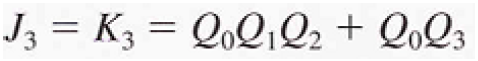 J₃ = K₃ = Q₀Q₁Q₂ + Q₀Q₃